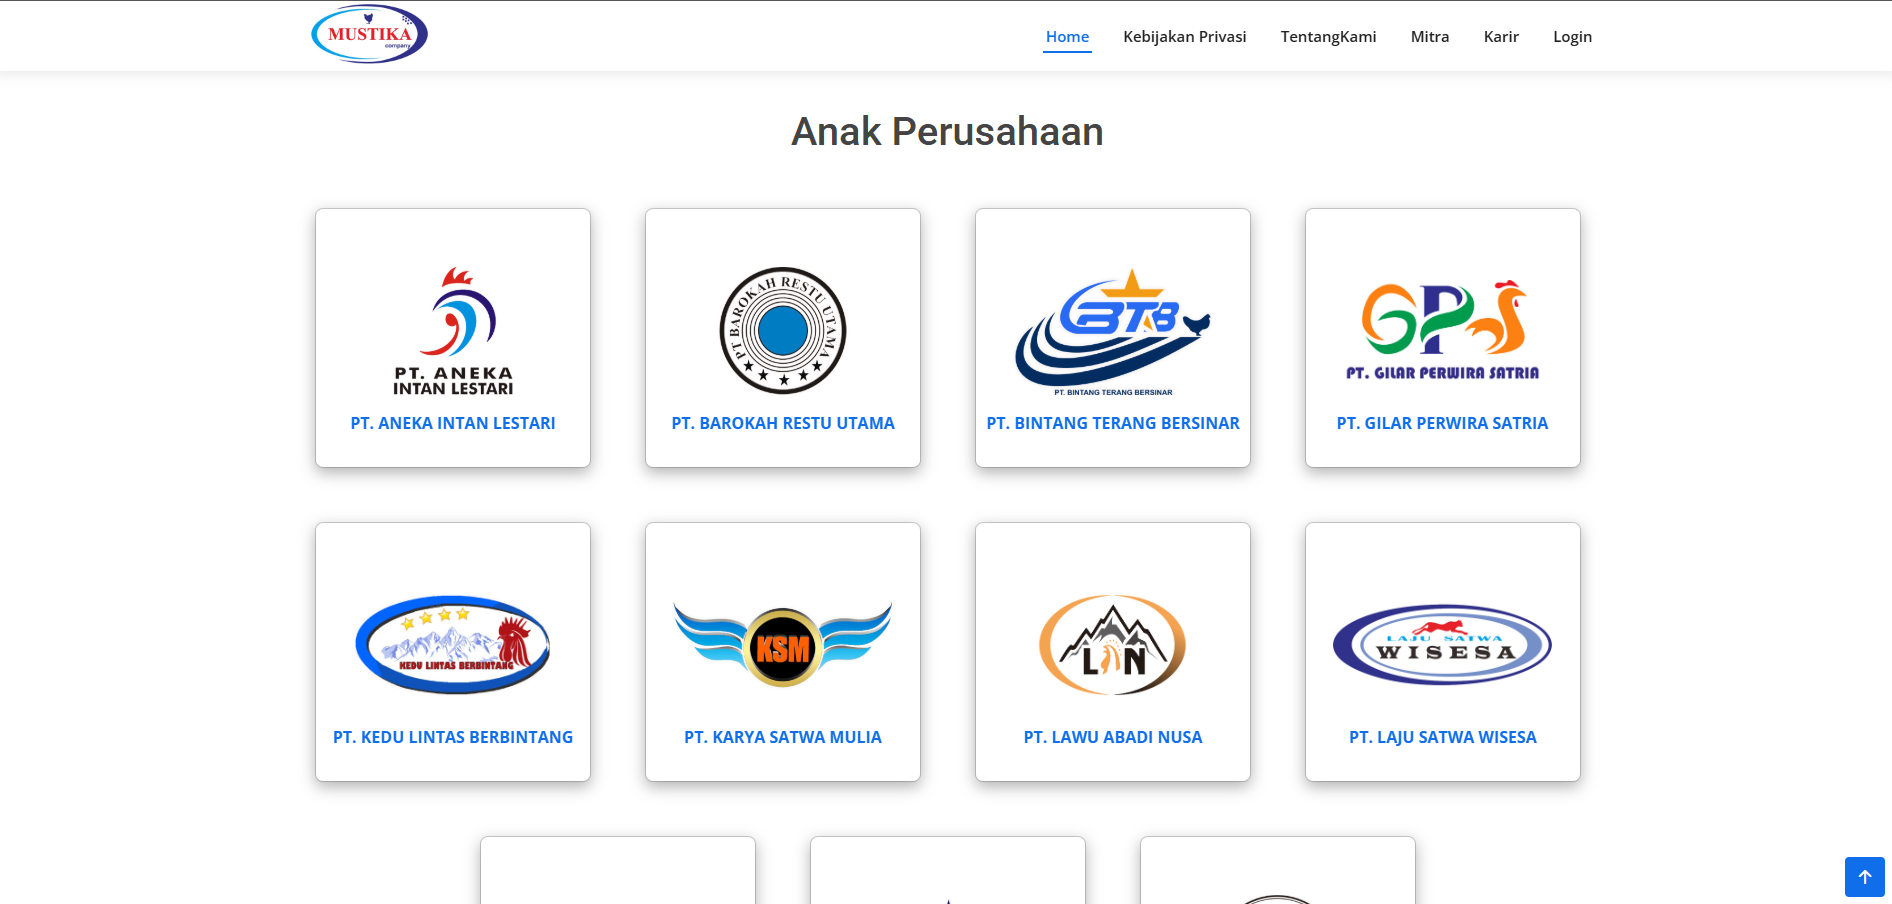 MUSTIKA
company
Home Kebijakan Privasi TentangKami Mitra Karir Login
Anak Perusahaan
PT. ANEKA
INTAN LESTARI
PT. ANEKA INTAN LESTARI
PT BAROKAH RESTU UTAMA
PT. BAROKAH RESTU UTAMA
BTB
PT. BINTANG TERANG BERSINAR
PT. BINTANG TERANG BERSINAR
GPS
PT. GILAR PERWIRA SATRIA
PT. GILAR PERWIRA SATRIA
KEDU LINTAS BERBINTANG
PT. KEDU LINTAS BERBINTANG
KSM
PT. KARYA SATWA MULIA
LAN
PT. LAWU ABADI NUSA
LAJU SATWA
WISESA
PT. LAJU SATWA WISESA